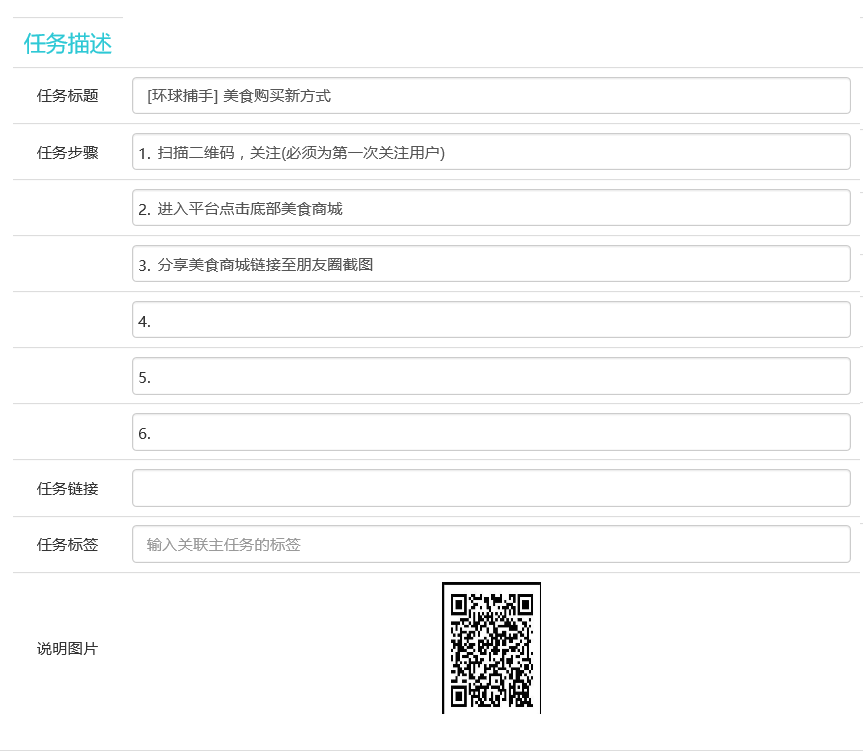 任务描述
任务标题 [环球捕手] 美食购买新方式
任务步骤 1. 扫描二维码，关注(必须为第一次关注用户)
2. 进入平台点击底部美食商城
3. 分享美食商城链接至朋友圈截图
4.
5.
6.
任务链接
任务标签 输入关联主任务的标签
说明图片